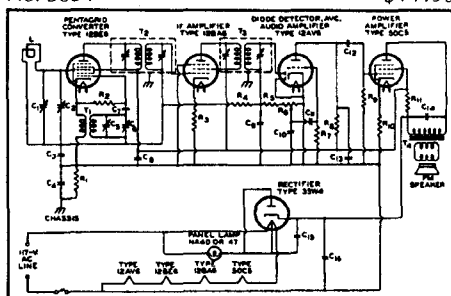 PENTAGRID
CONVERTER
TYPE 12BE6
IF AMPLIFIER
TYPE 12BA6
DIODE DETECTOR, AVC,
AUDIO AMPLIFIER
TYPE 12AV6
POWER
AMPLIFIER
TYPE 50C5
T2
T3
L
C12
R2
R11
R9
C14
C1
T1
R3
R4
R5
R6
R7
R8
R10
T4
C3
C8
C9
C10
C13
PM
SPEAKER
C4
R1
CHASSIS
RECTIFIER
TYPE 35W4
117-V
AC
LINE
PANEL LAMP
NA40 OR 47
C15
C16
TYPE
12AV6
TYPE
12BE6
TYPE
12BA6
TYPE
50C5